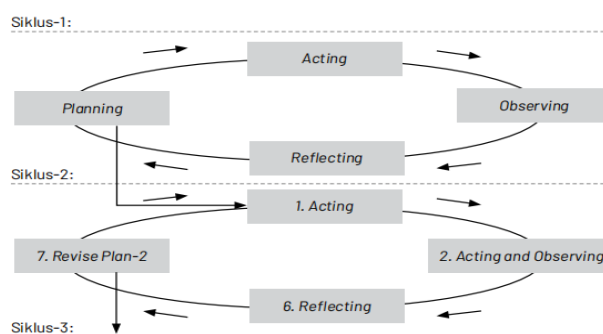 Siklus-1:
Acting
Planning
Observing
Reflecting
Siklus-2:
1. Acting
7. Revise Plan-2
2. Acting and Observing
6. Reflecting
Siklus-3: